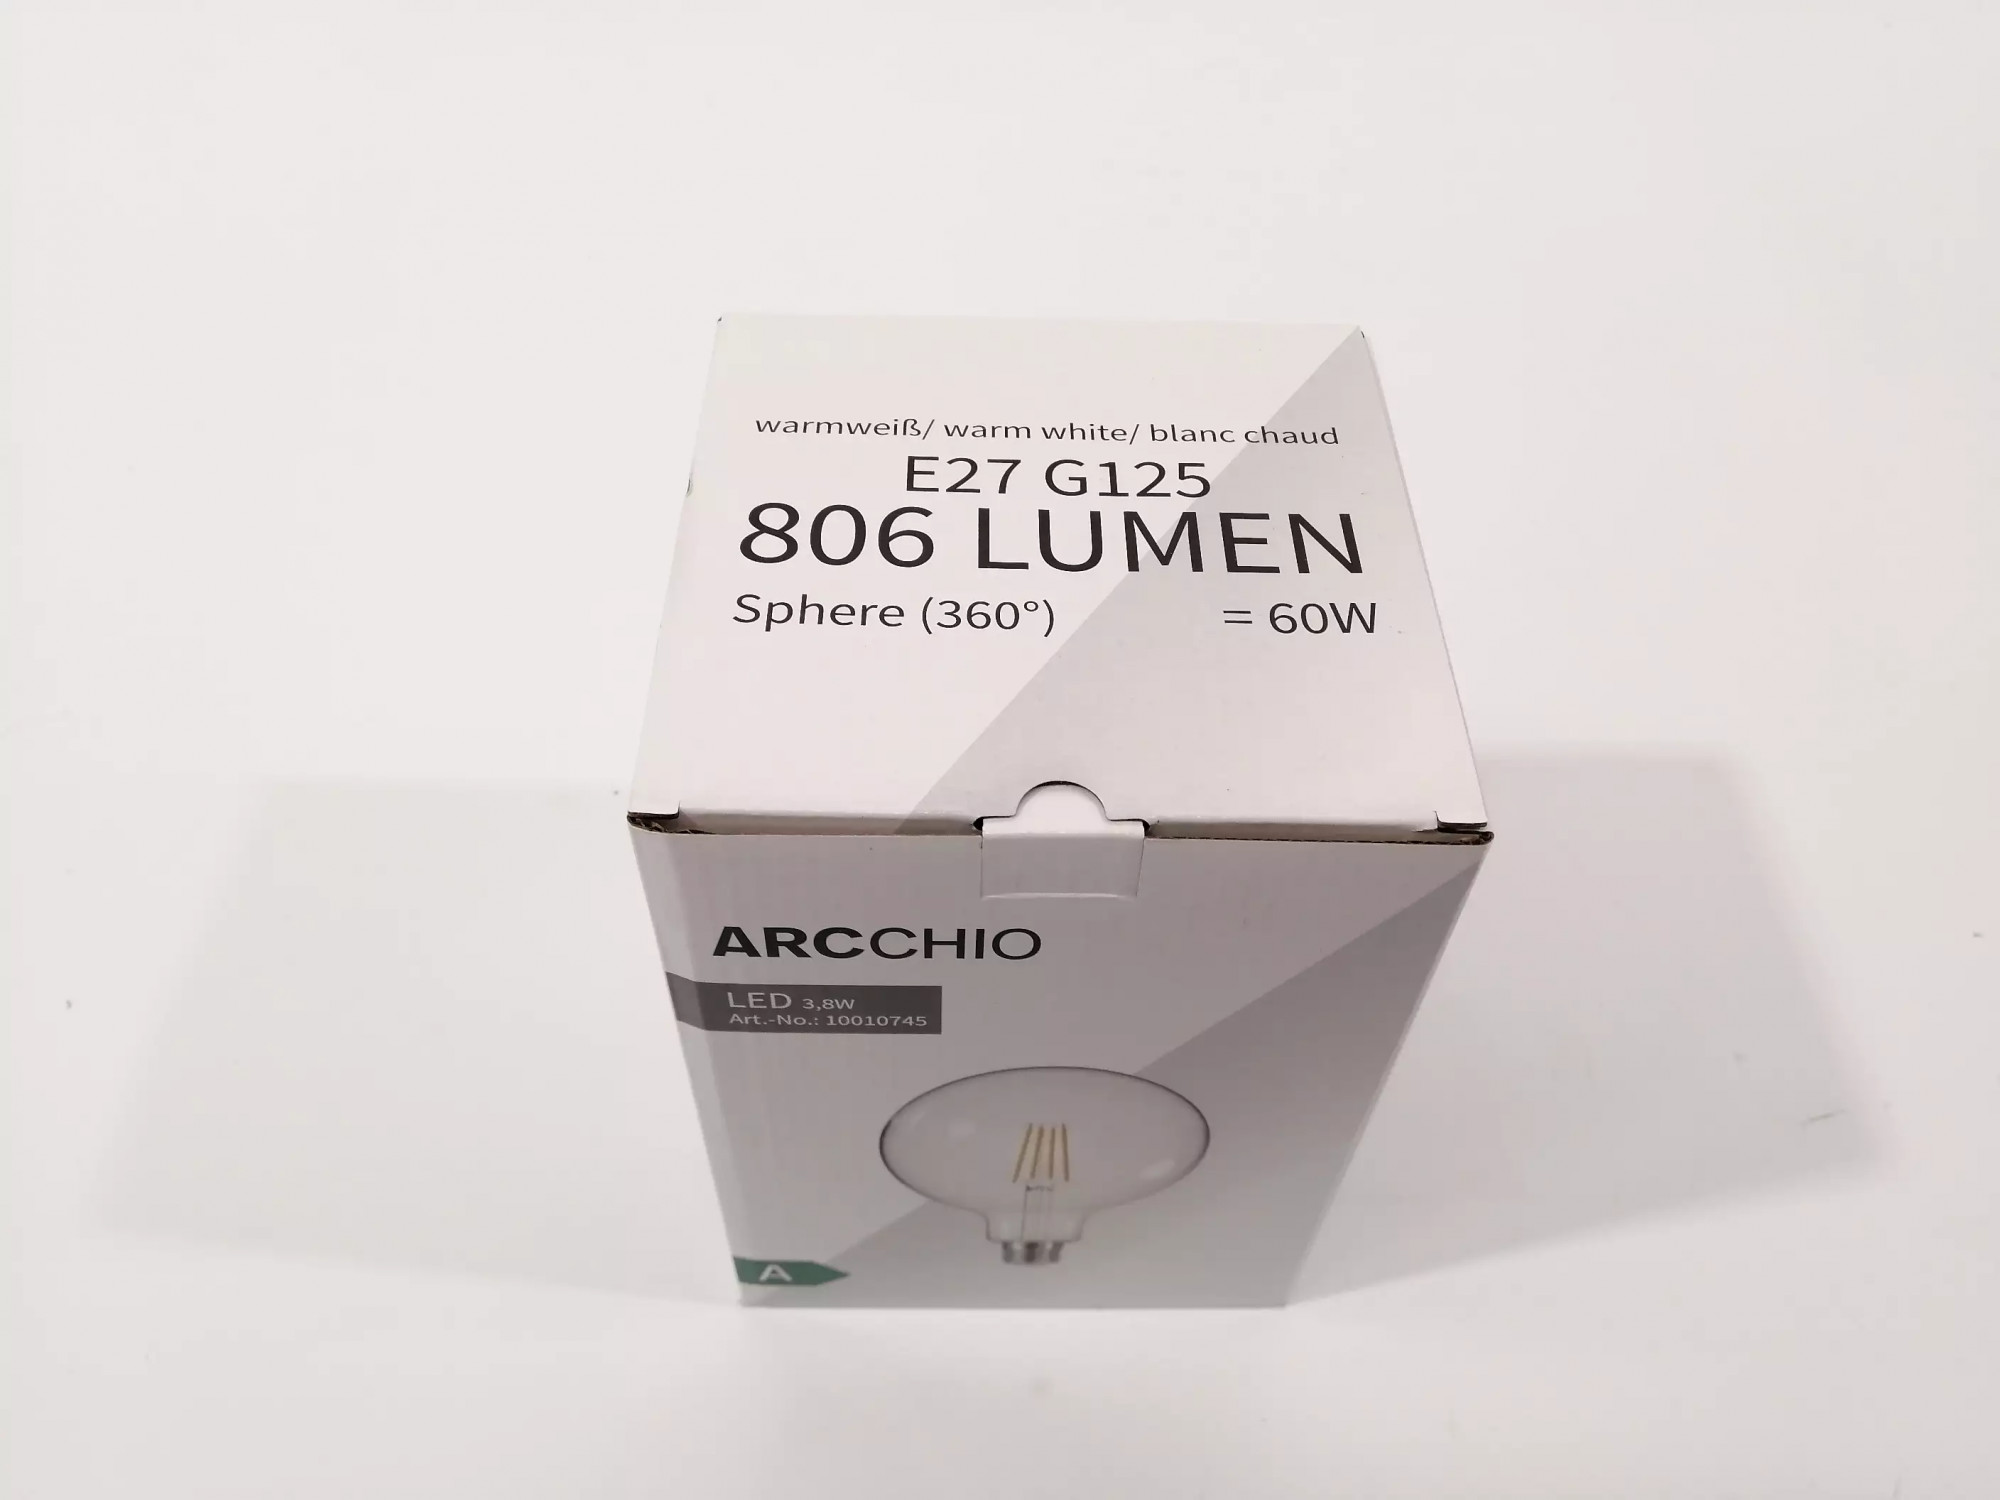 warmweiß/ warm white/ blanc chaud
E27 G125
806 LUMEN
Sphere (360°) = 60W
ARCCHIO
LED 3,8W
Art.-No.: 10010745
A